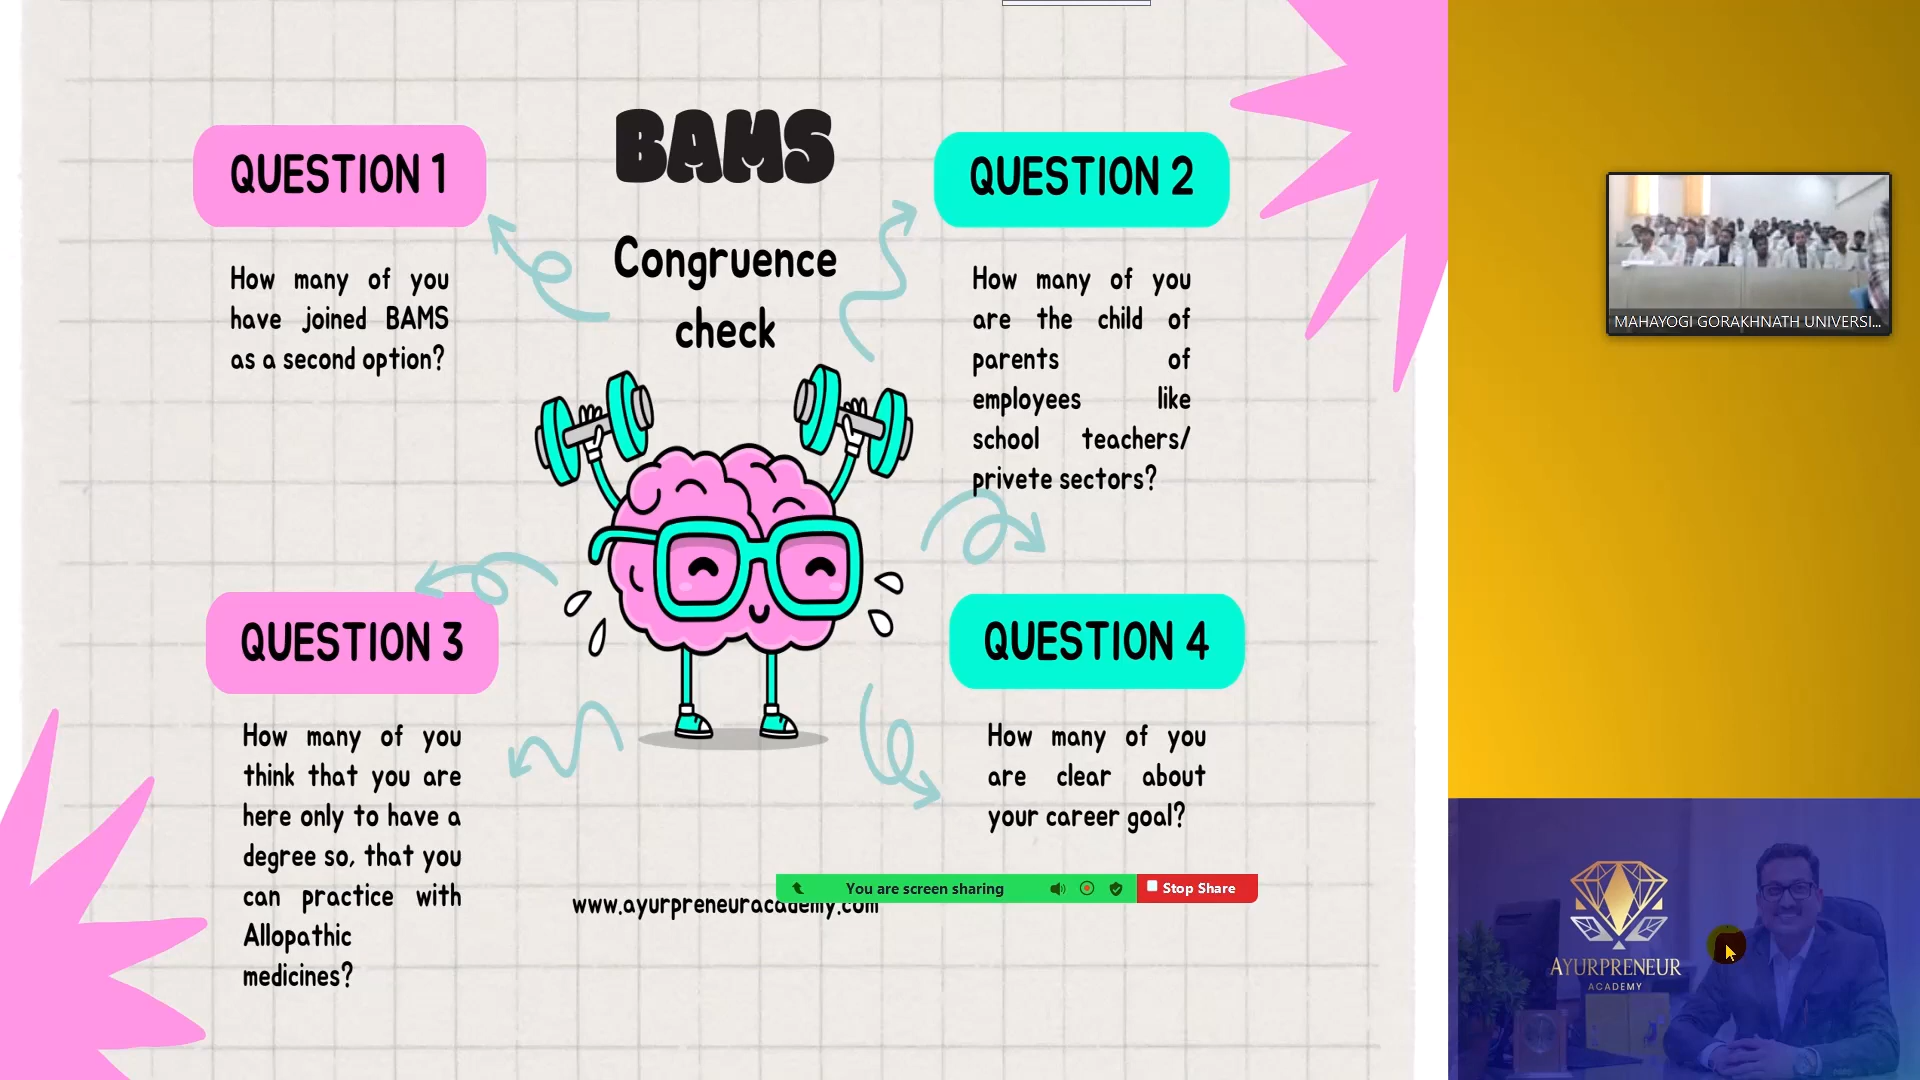 BAMS
Congruence
check
QUESTION 1
How many of you
have joined BAMS
as a second option?
QUESTION 2
How many of you
are the child of
parents of
employees like
school teachers/
privete sectors?
QUESTION 3
How many of you
think that you are
here only to have a
degree so, that you
can practice with
Allopathic
medicines?
QUESTION 4
How many of you
are clear about
your career goal?
You are screen sharing
Stop Share
www.ayurpreneuracademy.com
MAHAYOGI GORAKHNATH UNIVERSI...
AYURPRENEUR
ACADEMY